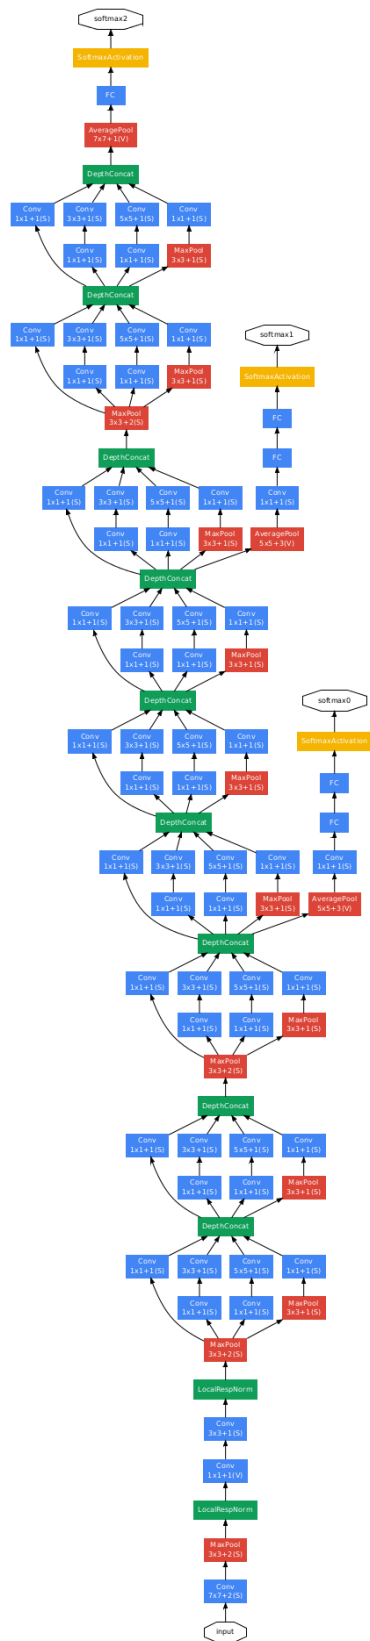 softmax2
SoftmaxActivation
FC
AveragePool
7x7+1(V)
DepthConcat
Conv Conv Conv Conv
1x1+1(S) 3x3+1(S) 5x5+1(S) 1x1+1(S)
Conv Conv MaxPool
1x1+1(S) 1x1+1(S) 3x3+1(S)
DepthConcat
Conv Conv Conv Conv
1x1+1(S) 3x3+1(S) 5x5+1(S) 1x1+1(S)
softmax1
Conv Conv MaxPool
1x1+1(S) 1x1+1(S) 3x3+1(S)
SoftmaxActivation
MaxPool
3x3+2(S)
FC
DepthConcat
FC
Conv Conv Conv Conv Conv
1x1+1(S) 3x3+1(S) 5x5+1(S) 1x1+1(S) 1x1+1(S)
Conv Conv MaxPool AveragePool
1x1+1(S) 1x1+1(S) 3x3+1(S) 5x5+3(V)
DepthConcat
Conv Conv Conv Conv
1x1+1(S) 3x3+1(S) 5x5+1(S) 1x1+1(S)
Conv Conv MaxPool
1x1+1(S) 1x1+1(S) 3x3+1(S)
DepthConcat
softmax0
Conv Conv Conv Conv
1x1+1(S) 3x3+1(S) 5x5+1(S) 1x1+1(S)
SoftmaxActivation
Conv Conv MaxPool
1x1+1(S) 1x1+1(S) 3x3+1(S)
FC
DepthConcat
FC
Conv Conv Conv Conv Conv
1x1+1(S) 3x3+1(S) 5x5+1(S) 1x1+1(S) 1x1+1(S)
Conv Conv MaxPool AveragePool
1x1+1(S) 1x1+1(S) 3x3+1(S) 5x5+3(V)
DepthConcat
Conv Conv Conv Conv
1x1+1(S) 3x3+1(S) 5x5+1(S) 1x1+1(S)
Conv Conv MaxPool
1x1+1(S) 1x1+1(S) 3x3+1(S)
MaxPool
3x3+2(S)
DepthConcat
Conv Conv Conv Conv
1x1+1(S) 3x3+1(S) 5x5+1(S) 1x1+1(S)
Conv Conv MaxPool
1x1+1(S) 1x1+1(S) 3x3+1(S)
DepthConcat
Conv Conv Conv Conv
1x1+1(S) 3x3+1(S) 5x5+1(S) 1x1+1(S)
Conv Conv MaxPool
1x1+1(S) 1x1+1(S) 3x3+1(S)
MaxPool
3x3+2(S)
LocalRespNorm
Conv
3x3+1(S)
Conv
1x1+1(V)
LocalRespNorm
MaxPool
3x3+2(S)
Conv
7x7+2(S)
input